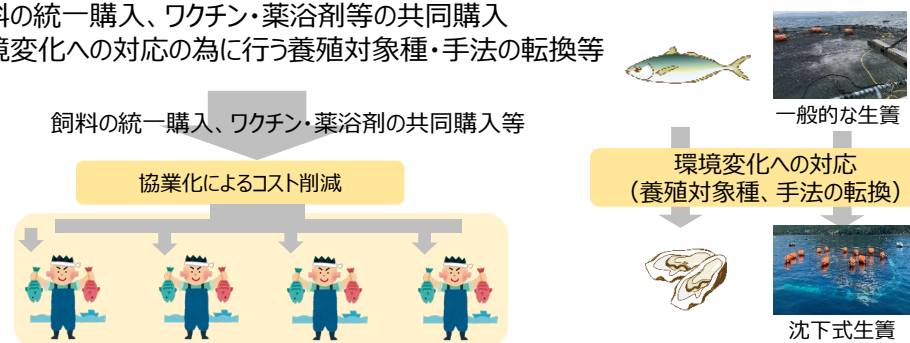 料の統一購入、ワクチン・薬浴剤等の共同購入
境変化への対応の為に行う養殖対象種・手法の転換等
飼料の統一購入、ワクチン・薬浴剤の共同購入等
協業化によるコスト削減
一般的な生簀
環境変化への対応
（養殖対象種、手法の転換）
沈下式生簀